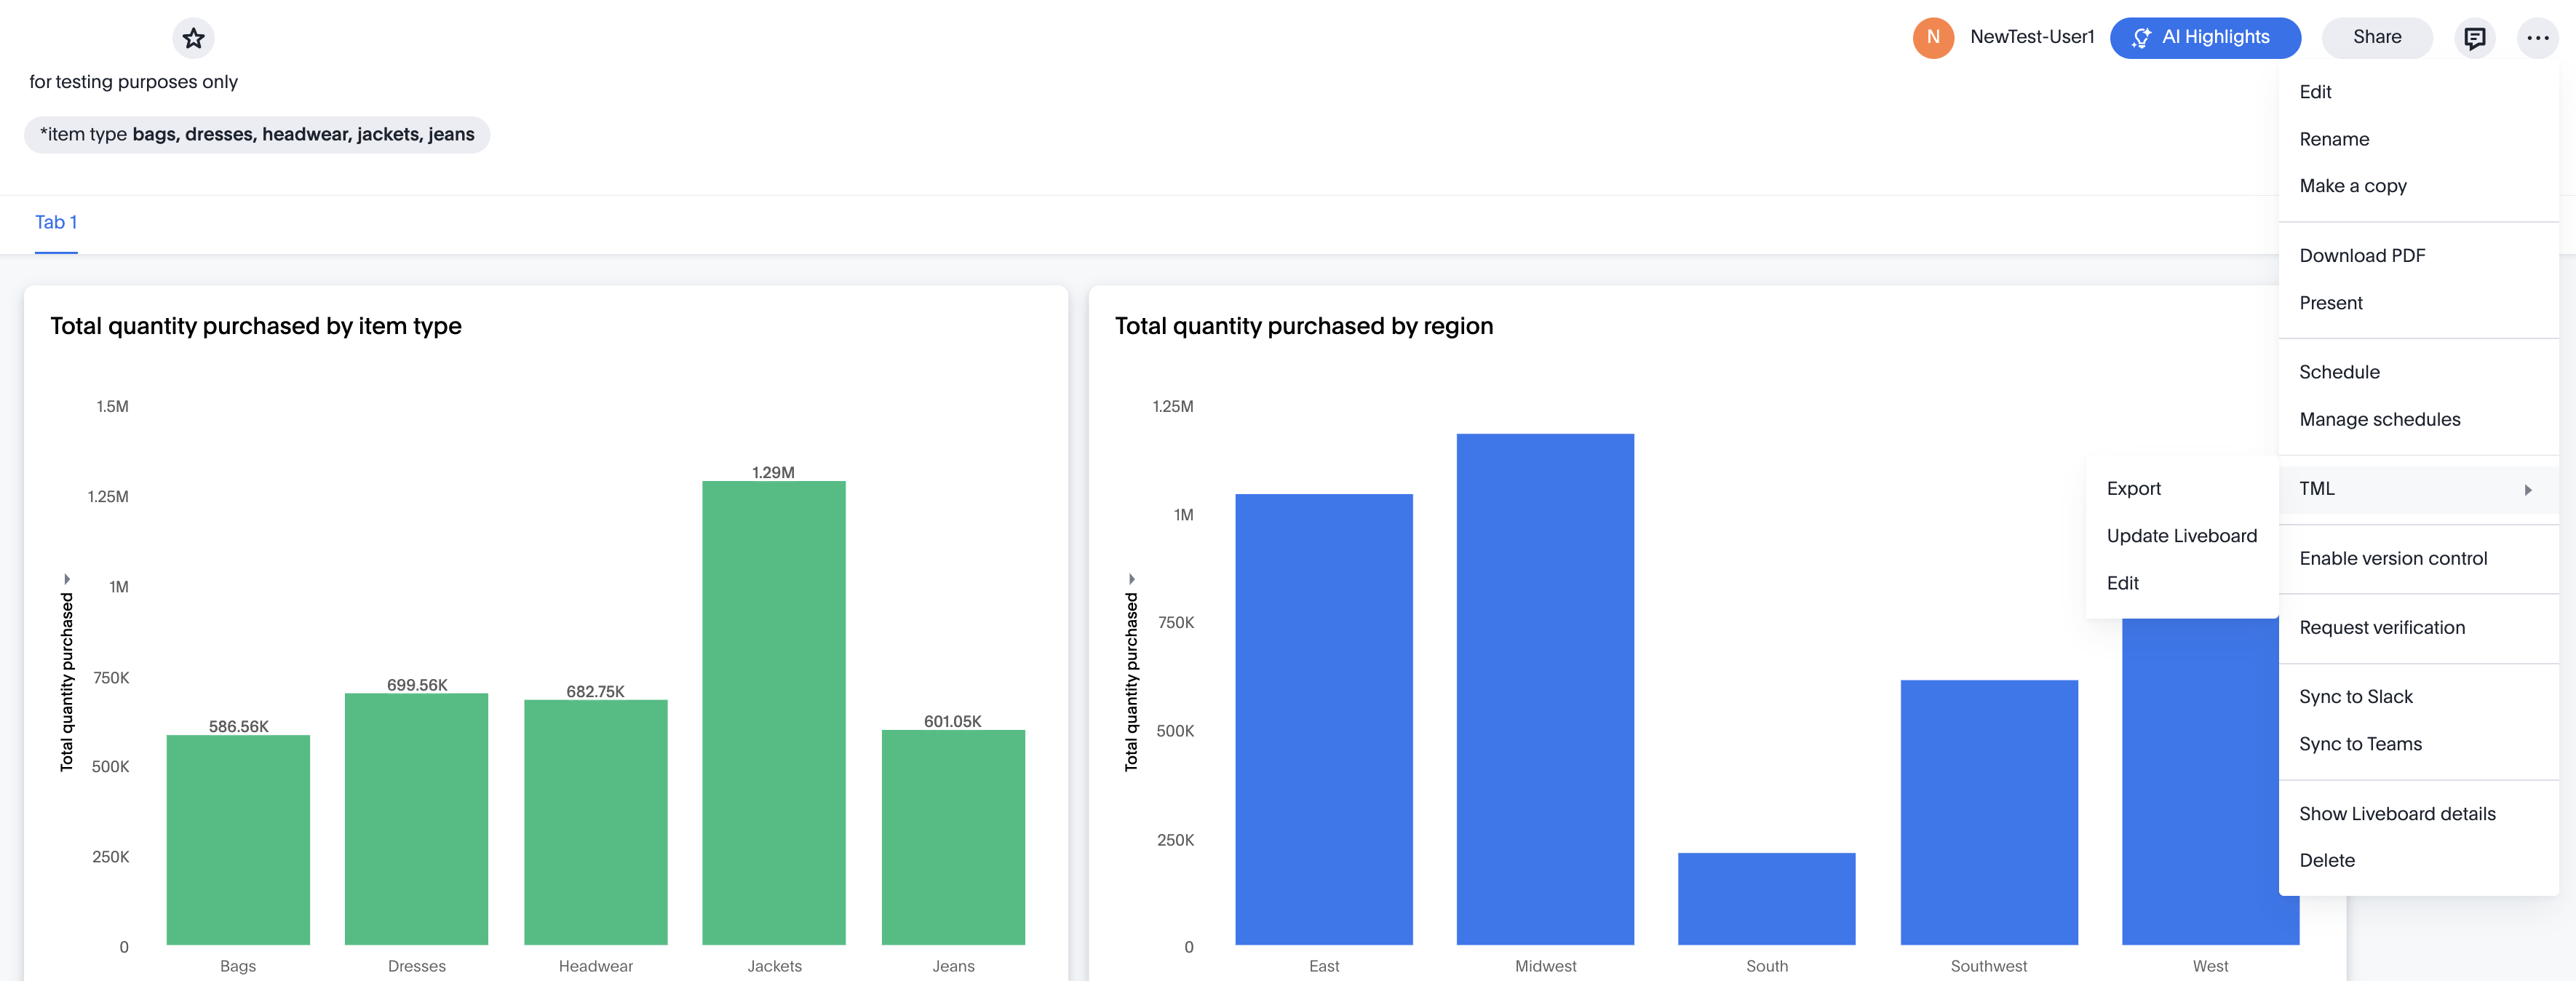 N NewTest-User1 AI Highlights Share
for testing purposes only
*item type bags, dresses, headwear, jackets, jeans
Tab 1
Total quantity purchased by item type
Total quantity purchased
1.5M
1.25M
1M
750K
500K
250K
0
586.56K
699.56K
682.75K
1.29M
601.05K
Bags
Dresses
Headwear
Jackets
Jeans
Total quantity purchased by region
Total quantity purchased
1.25M
1M
750K
500K
250K
0
East
Midwest
South
Southwest
West
Edit
Rename
Make a copy
Download PDF
Present
Schedule
Manage schedules
TML
Export
Update Liveboard
Edit
Enable version control
Request verification
Sync to Slack
Sync to Teams
Show Liveboard details
Delete